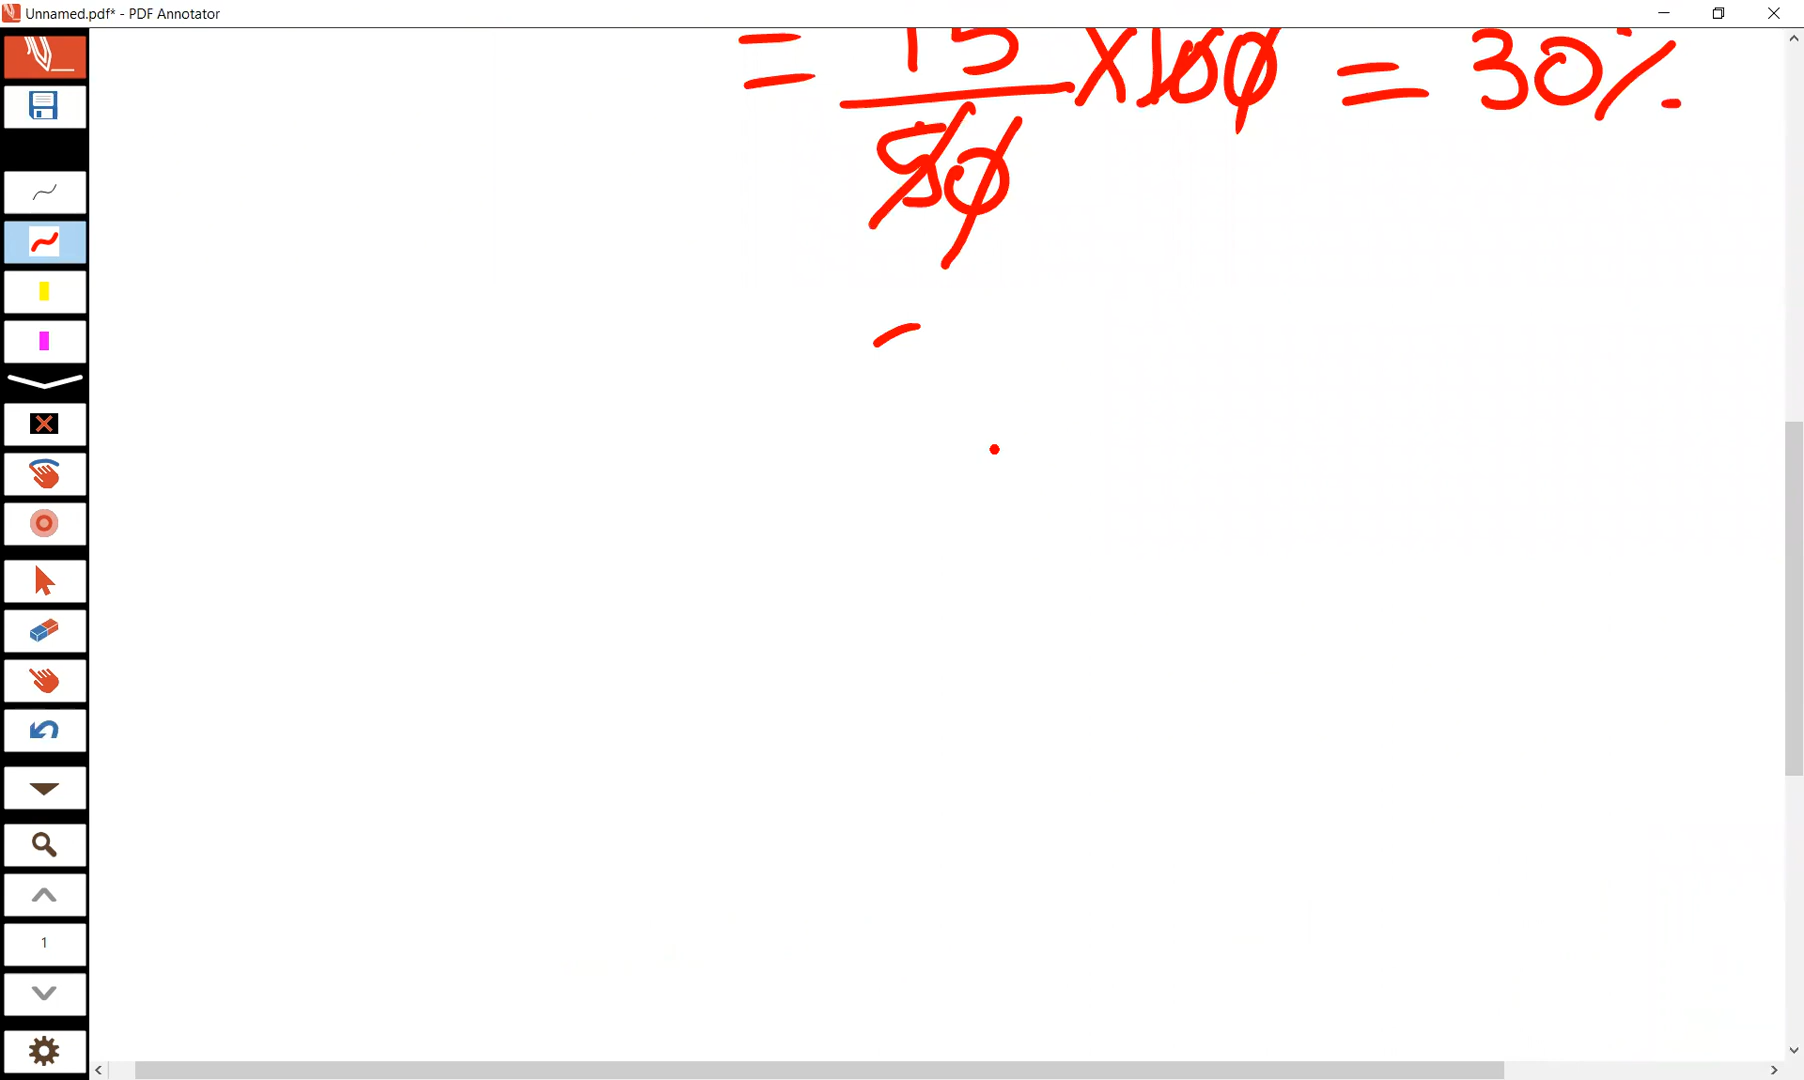 Unnamed.pdf* - PDF Annotator
= 15 × 100 = 30%
50
1